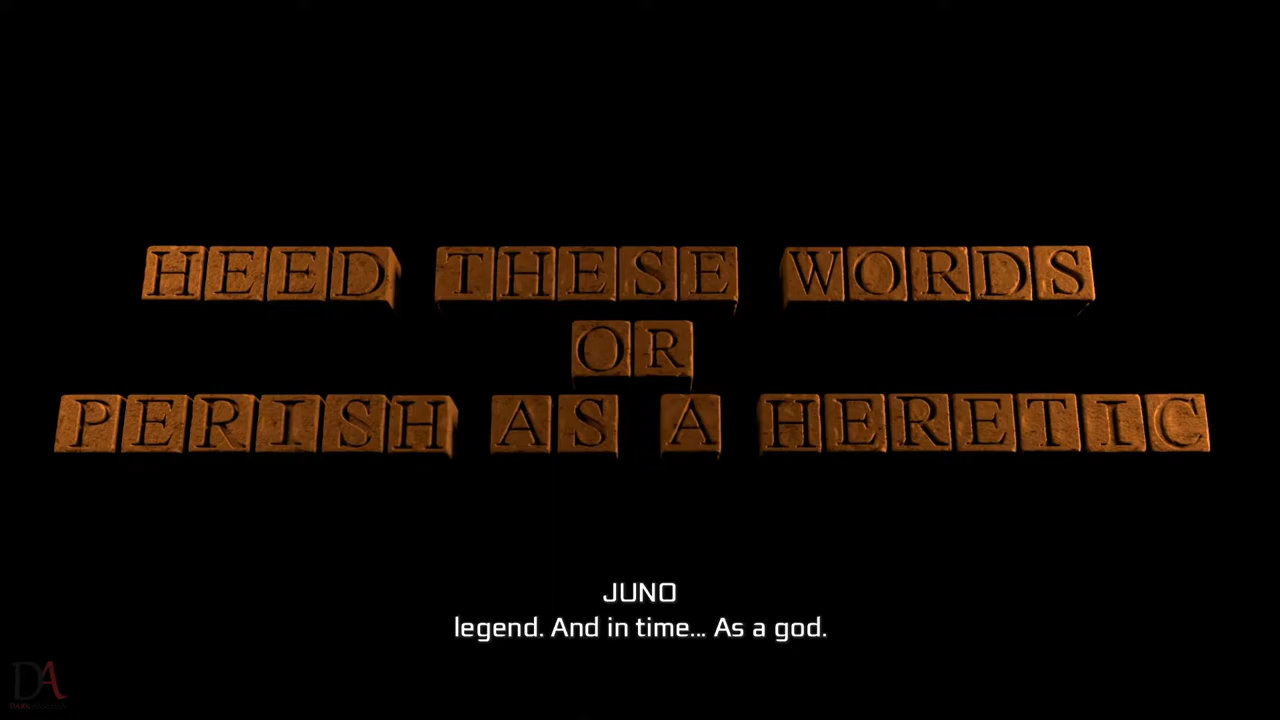 HEED THESE WORDS
OR
PERISH AS A HERETIC
JUNO
legend. And in time... As a god.
DA